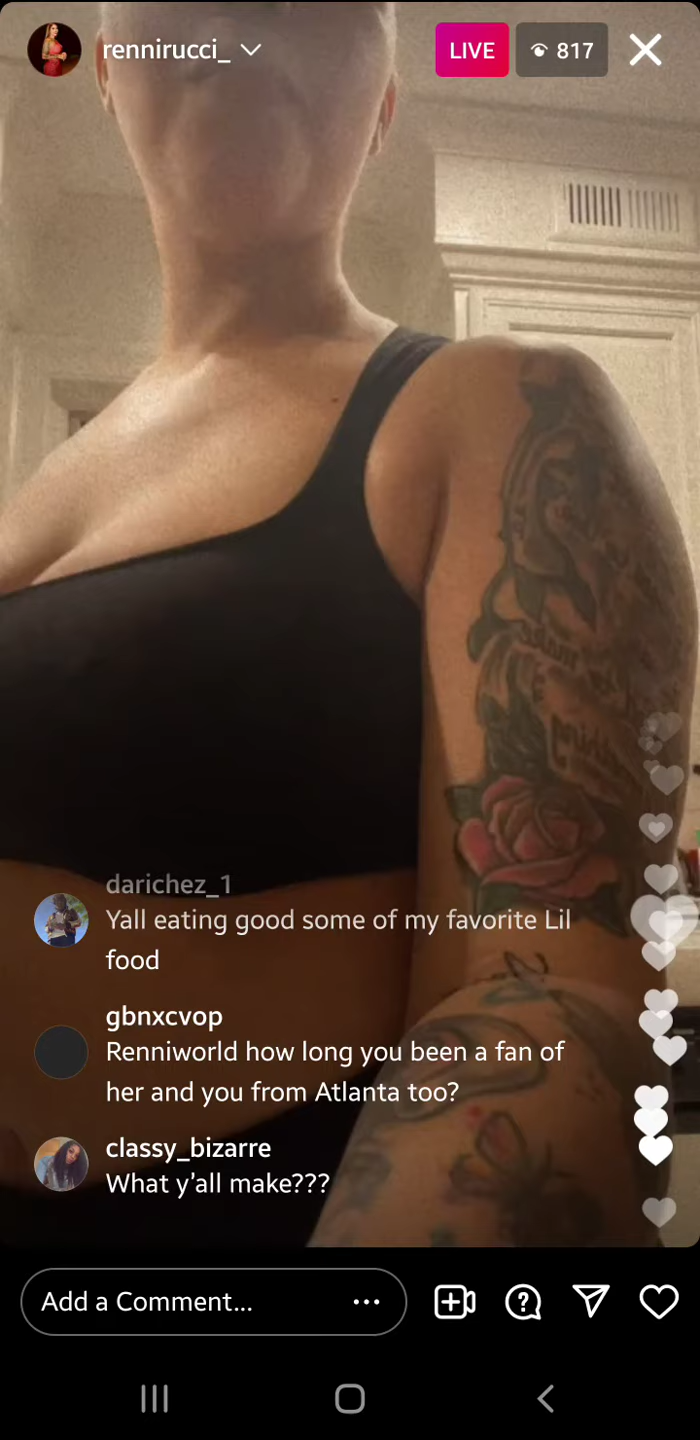 rennirucci_
LIVE
817
darichez_1
Yall eating good some of my favorite Lil
food
gbnxcvop
Renniworld how long you been a fan of
her and you from Atlanta too?
classy_bizarre
What y'all make???
Add a Comment...